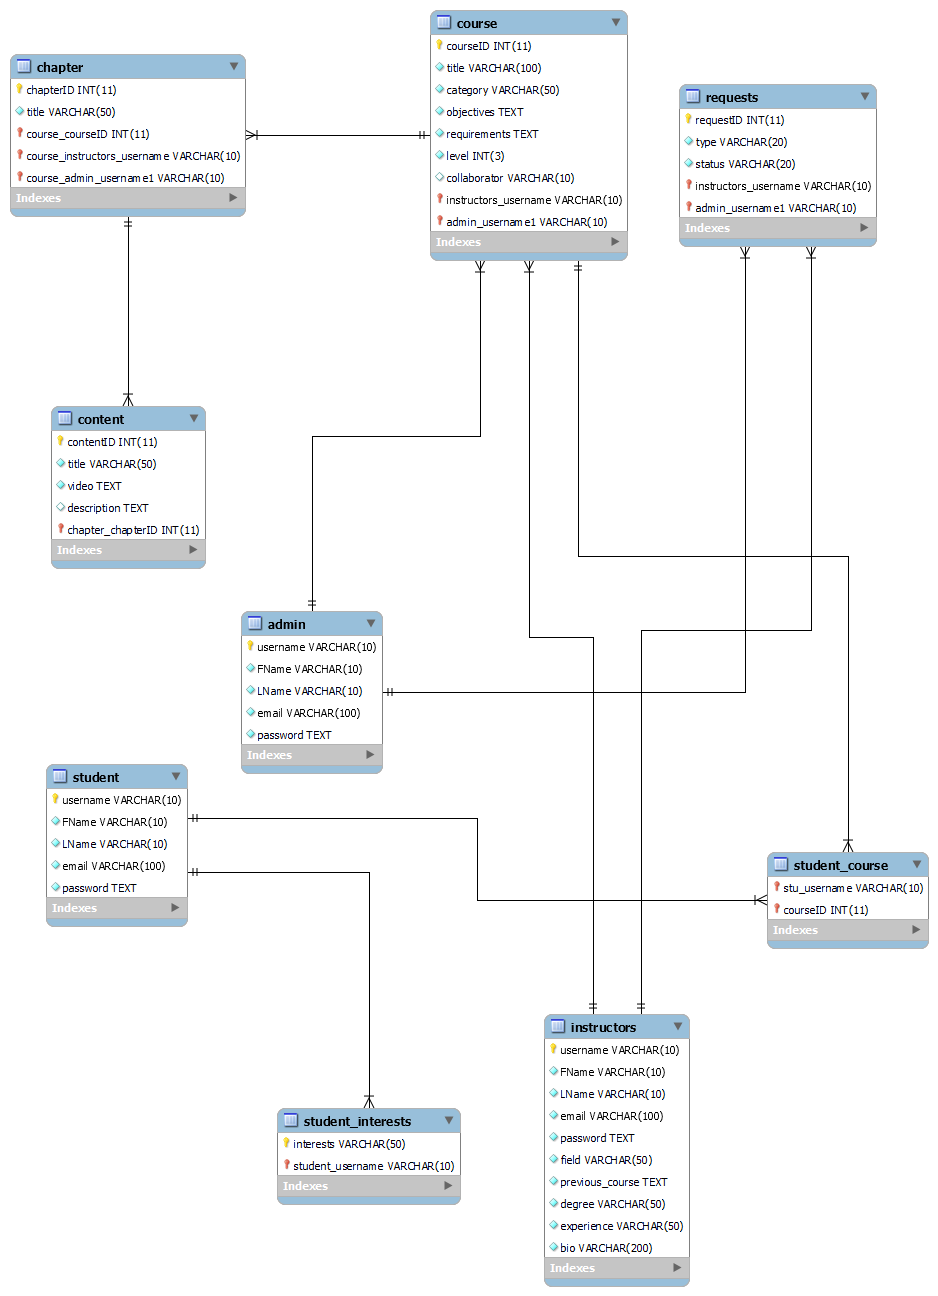 course
courseID INT(11)
title VARCHAR(100)
category VARCHAR(50)
objectives TEXT
requirements TEXT
level INT(3)
collaborator VARCHAR(10)
instructors_username VARCHAR(10)
admin_username1 VARCHAR(10)
Indexes
chapter
chapterID INT(11)
title VARCHAR(50)
course_courseID INT(11)
course_instructors_username VARCHAR(10)
course_admin_username1 VARCHAR(10)
Indexes
requests
requestID INT(11)
type VARCHAR(20)
status VARCHAR(20)
instructors_username VARCHAR(10)
admin_username1 VARCHAR(10)
Indexes
content
contentID INT(11)
title VARCHAR(50)
video TEXT
description TEXT
chapter_chapterID INT(11)
Indexes
admin
username VARCHAR(10)
FName VARCHAR(10)
LName VARCHAR(10)
email VARCHAR(100)
password TEXT
Indexes
student
username VARCHAR(10)
FName VARCHAR(10)
LName VARCHAR(10)
email VARCHAR(100)
password TEXT
Indexes
student_course
stu_username VARCHAR(10)
courseID INT(11)
Indexes
instructors
username VARCHAR(10)
FName VARCHAR(10)
LName VARCHAR(10)
email VARCHAR(100)
password TEXT
field VARCHAR(50)
previous_course TEXT
degree VARCHAR(50)
experience VARCHAR(50)
bio VARCHAR(200)
Indexes
student_interests
interests VARCHAR(50)
student_username VARCHAR(10)
Indexes